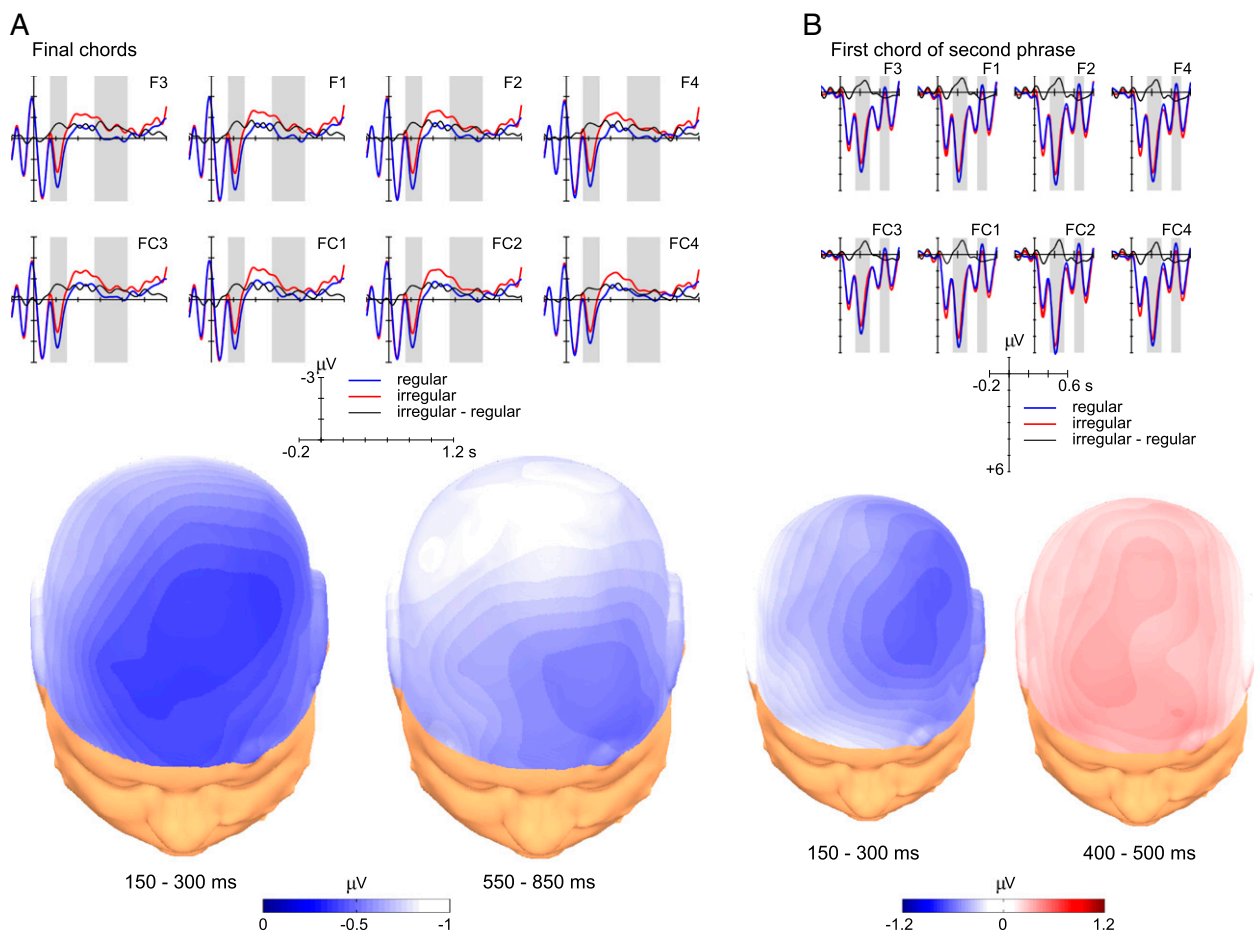 A
Final chords
F3 F1 F2 F4
FC3 FC1 FC2 FC4
µV
-3
regular
irregular
irregular - regular
-0.2 1.2 s
150 - 300 ms 550 - 850 ms
µV
0 -0.5 -1
B
First chord of second phrase
F3 F1 F2 F4
FC3 FC1 FC2 FC4
µV
-0.2 0.6 s
regular
irregular
irregular - regular
+6
150 - 300 ms 400 - 500 ms
µV
-1.2 0 1.2